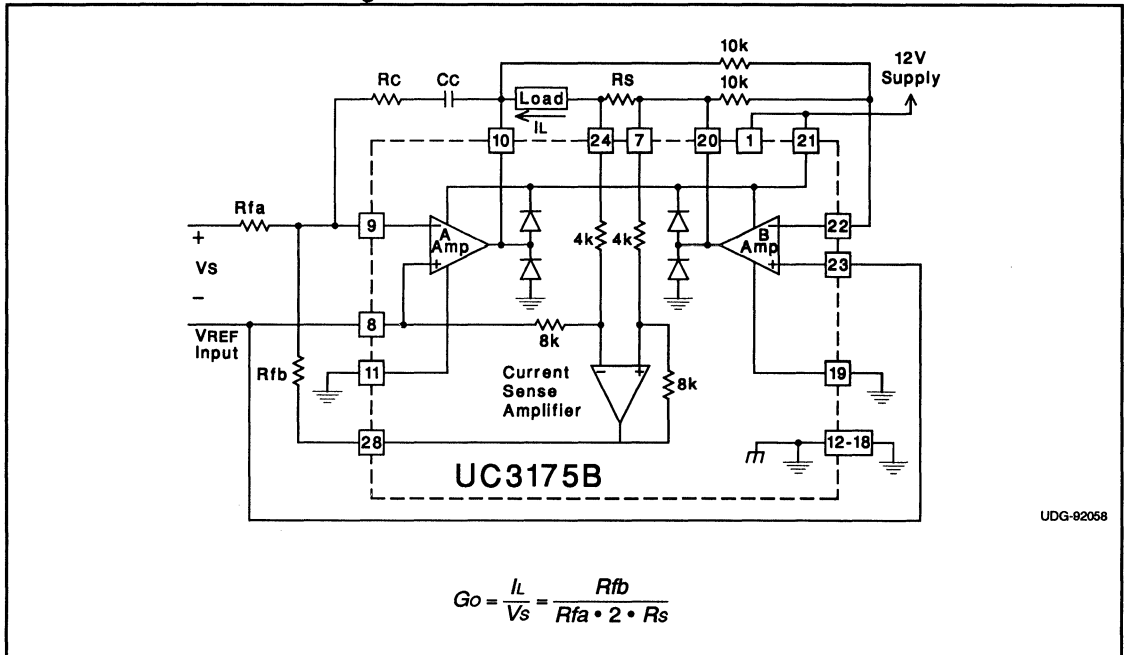 10k
12V
Supply
Rc
Cc
Load
Rs
10k
IL
10
24
7
20
1
21
Rfa
9
A
Amp
4k
4k
B
Amp
22
23
+
Vs
−
VREF
Input
8
8k
Rfb
11
Current
Sense
Amplifier
8k
19
28
12-18
UC3175B
UDG-92058
Go = IL / Vs = Rfb / Rfa • 2 • Rs